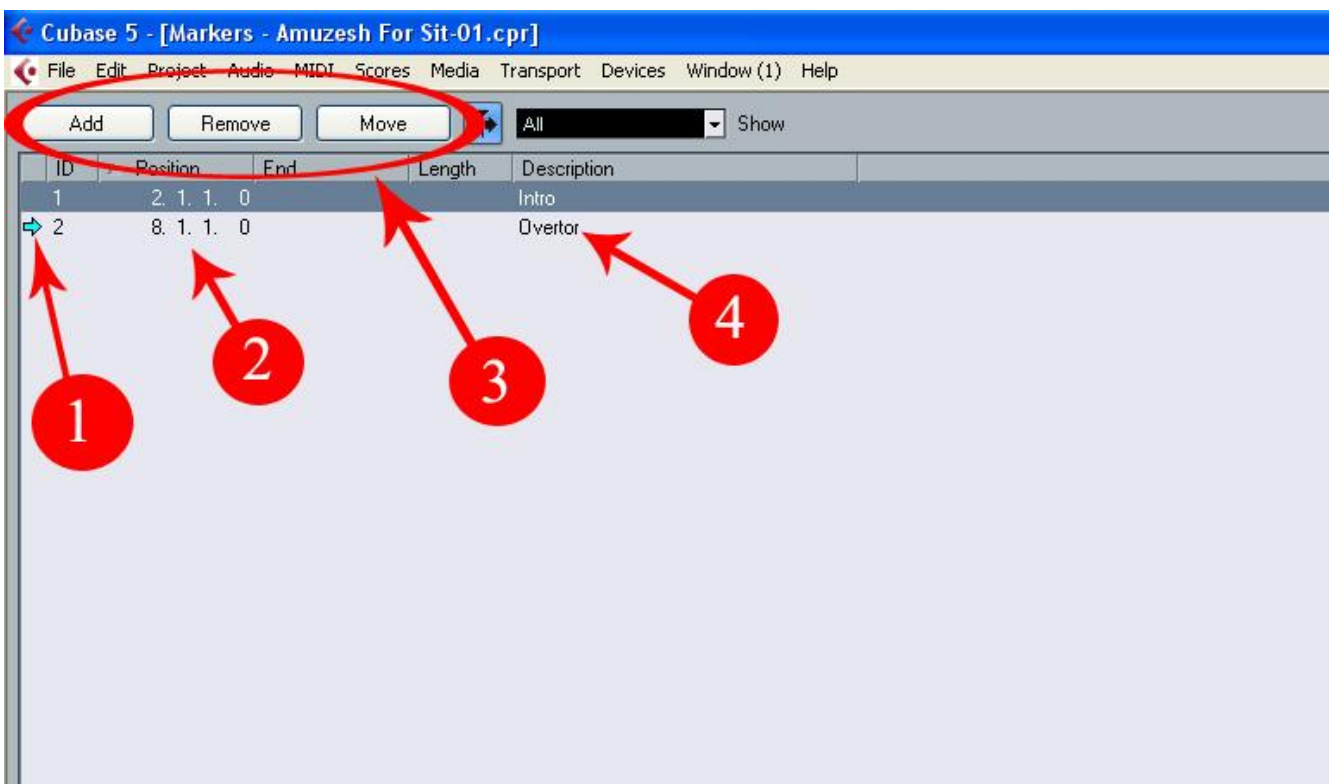 Cubase 5 - [Markers - Amuzesh For Sit-01.cpr]
File Edit Project Audio MIDI Scores Media Transport Devices Window (1) Help
Add Remove Move All Show
ID Position End Length Description
1 2. 1. 1. 0 Intro
2 8. 1. 1. 0 Overtor
4
2
3
1